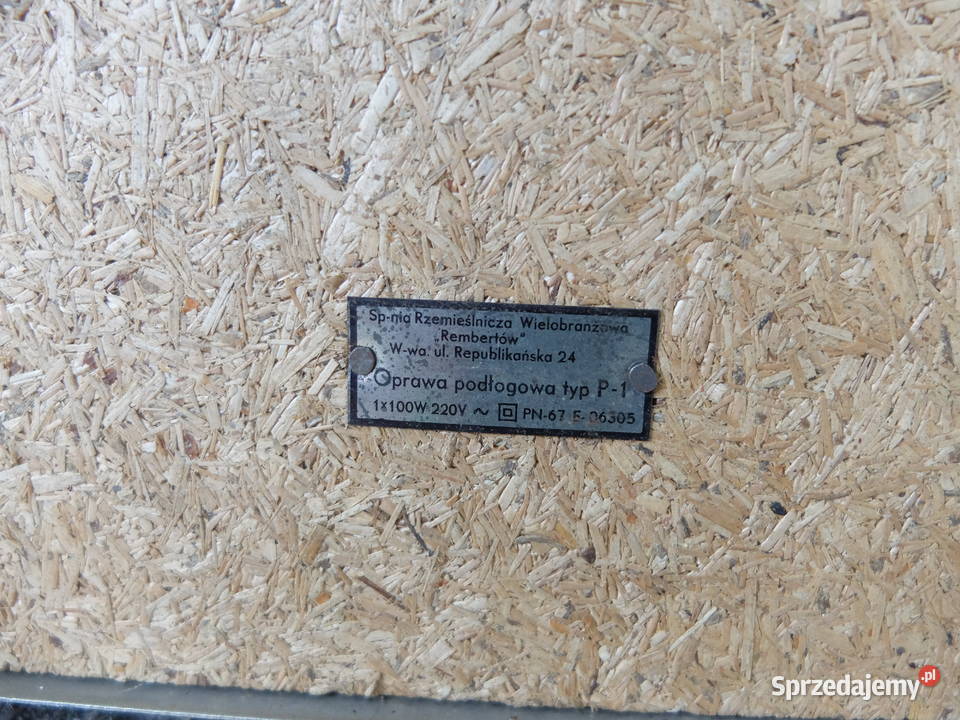 Sp-nia Rzemieślnicza Wielobranżowa
„Rembertów"
W-wa. ul. Republikańska 24
Oprawa podłogowa typ P-1
1x100W 220V ~ PN-67 E-06305
Sprzedajemy.pl